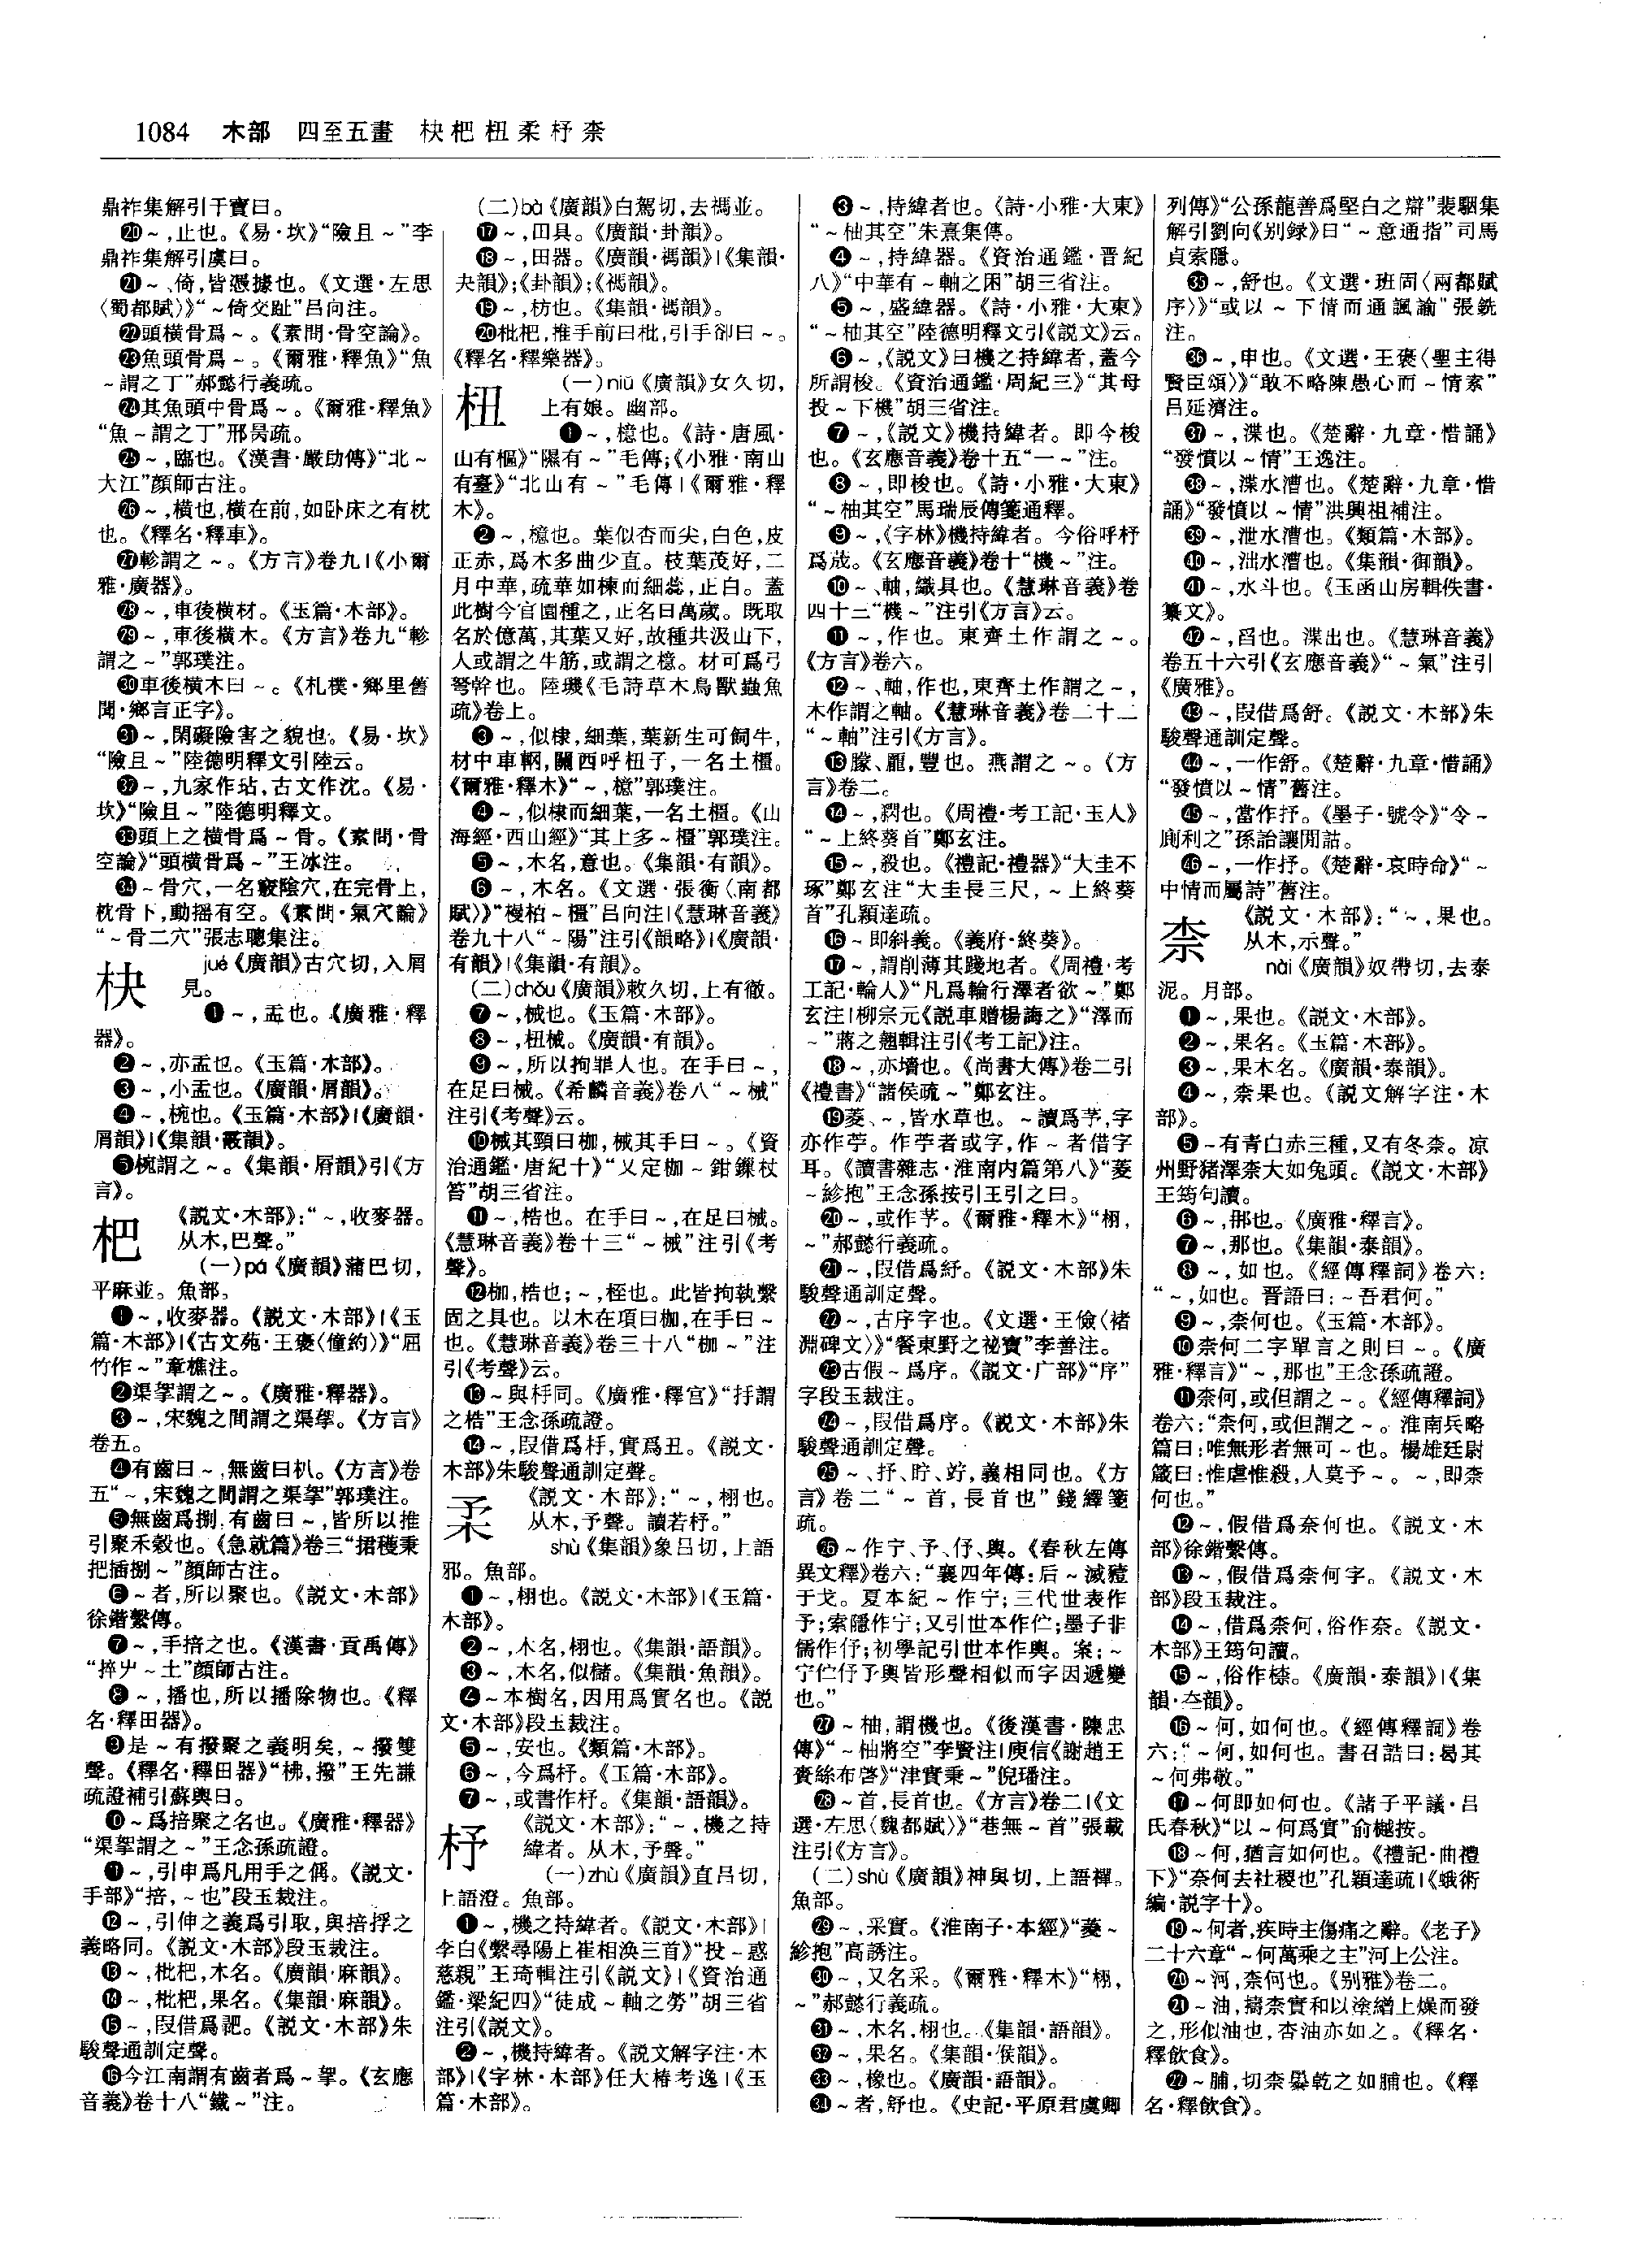 1084 木部 四至五畫 枤杷杻柔杼柰
鼎祚集解引干寶曰。
⑳～,止也。《易·坎》“險且～”李
鼎祚集解引虞曰。
㉑～、倚,皆憑據也。《文選·左思
〈蜀都賦〉》“～倚交趾”吕向注。
㉒頭橫骨爲～。《素問·骨空論》。
㉓魚頭骨爲～。《爾雅·釋魚》“魚
～謂之丁”郝懿行義疏。
㉔其魚頭中骨爲～。《爾雅·釋魚》
“魚～謂之丁”邢昺疏。
㉕～,臨也。《漢書·嚴助傳》“北～
大江”顔師古注。
㉖～,橫也,橫在前,如卧床之有枕
也。《釋名·釋車》。
㉗軫謂之～。《方言》卷九|《小爾
雅·廣器》。
㉘～,車後橫材。《玉篇·木部》。
㉙～,車後橫木。《方言》卷九“軫
謂之～”郭璞注。
㉚車後橫木曰～。《札樸·鄉里舊
聞·鄉言正字》。
㉛～,閑礙險害之貌也。《易·坎》
“險且～”陸德明釋文引陸云。
㉜～,九家作玷,古文作沈。《易·
坎》“險且～”陸德明釋文。
㉝頭上之橫骨爲～骨。《素問·骨
空論》“頭橫骨爲～”王冰注。
㉞～骨穴,一名竅陰穴,在完骨上,
枕骨下,動摇有空。《素問·氣穴論》
“～骨二穴”張志聰集注。
枤 jué《廣韻》古穴切,入屑
見。
❶～,盂也。《廣雅·釋
器》。
❷～,亦盂也。《玉篇·木部》。
❸～,小盂也。《廣韻·屑韻》。
❹～,椀也。《玉篇·木部》|《廣韻·
屑韻》|《集韻·霰韻》。
❺椀謂之～。《集韻·屑韻》引《方
言》。
杷 《説文·木部》:“～,收麥器。
从木,巴聲。”
(一)pá《廣韻》蒲巴切,
平麻並。魚部。
❶～,收麥器。《説文·木部》|《玉
篇·木部》|《古文苑·王褒〈僮約〉》“屈
竹作～”章樵注。
❷渠挐謂之～。《廣雅·釋器》。
❸～,宋魏之間謂之渠挐。《方言》
卷五。
❹有齒曰～,無齒曰朳。《方言》卷
五“～,宋魏之間謂之渠挐”郭璞注。
❺無齒爲捌,有齒曰～,皆所以推
引聚禾穀也。《急就篇》卷三“捃穫秉
把插捌～”顔師古注。
❻～者,所以聚也。《説文·木部》
徐鍇繫傳。
❼～,手掊之也。《漢書·貢禹傳》
“捽屮～土”顔師古注。
❽～,播也,所以播除物也。《釋
名·釋田器》。
❾是～有撥聚之義明矣,～撥雙
聲。《釋名·釋田器》“柫,撥”王先謙
疏證補引蘇輿曰。
❿～爲掊聚之名也。《廣雅·釋器》
“渠挐謂之～”王念孫疏證。
⓫～,引申爲凡用手之偁。《説文·
手部》“掊,～也”段玉裁注。
⓬～,引伸之義爲引取,與掊捊之
義略同。《説文·木部》段玉裁注。
⓭～,枇杷,木名。《廣韻·麻韻》。
⓮～,枇杷,果名。《集韻·麻韻》。
⓯～,叚借爲䎬。《説文·木部》朱
駿聲通訓定聲。
⓰今江南謂有齒者爲～挐。《玄應
音義》卷十八“鐵～”注。
(二)bà《廣韻》白駕切,去禡並。
⓱～,田具。《廣韻·卦韻》。
⓲～,田器。《廣韻·禡韻》|《集韻·
夬韻》;《卦韻》;《禡韻》。
⓳～,枋也。《集韻·禡韻》。
⓴枇杷,推手前曰枇,引手卻曰～。
《釋名·釋樂器》。
杻 (一)niǔ《廣韻》女久切,
上有娘。幽部。
❶～,檍也。《詩·唐風·
山有樞》“隰有～”毛傳;《小雅·南山
有臺》“北山有～”毛傳|《爾雅·釋
木》。
❷～,檍也。葉似杏而尖,白色,皮
正赤,爲木多曲少直。枝葉茂好,二
月中華,疏華如楝而細蕊,正白。蓋
此樹今官園種之,正名曰萬歲。既取
名於億萬,其葉又好,故種共汲山下,
人或謂之牛筋,或謂之檍。材可爲弓
弩幹也。陸璣《毛詩草木鳥獸蟲魚
疏》卷上。
❸～,似棣,細葉,葉新生可飼牛,
材中車輞,關西呼杻子,一名土橿。
《爾雅·釋木》“～,檍”郭璞注。
❹～,似棣而細葉,一名土橿。《山
海經·西山經》“其上多～橿”郭璞注。
❺～,木名,意也。《集韻·有韻》。
❻～,木名。《文選·張衡〈南都
賦〉》“楈柏～橿”吕向注|《慧琳音義》
卷九十八“～陽”注引《韻略》|《廣韻·
有韻》|《集韻·有韻》。
(二)chǒu《廣韻》敕久切,上有徹。
❼～,械也。《玉篇·木部》。
❽～,杻械。《廣韻·有韻》。
❾～,所以拘罪人也。在手曰～,
在足曰械。《希麟音義》卷八“～械”
注引《考聲》云。
❿械其頸曰枷,械其手曰～。《資
治通鑑·唐紀十》“又定枷～鉗鏁杖
笞”胡三省注。
⓫～,梏也。在手曰～,在足曰械。
《慧琳音義》卷十三“～械”注引《考
聲》。
⓬枷,梏也;～,桎也。此皆拘執繫
固之具也。以木在項曰枷,在手曰～
也。《慧琳音義》卷三十八“枷～”注
引《考聲》云。
⓭～與杽同。《廣雅·釋宫》“杽謂
之梏”王念孫疏證。
⓮～,叚借爲杽,實爲丑。《説文·
木部》朱駿聲通訓定聲。
柔 《説文·木部》:“～,栩也。
从木,予聲。讀若杼。”
shù《集韻》象吕切,上語
邪。魚部。
❶～,栩也。《説文·木部》|《玉篇·
木部》。
❷～,木名,栩也。《集韻·語韻》。
❸～,木名,似櫧。《集韻·魚韻》。
❹～本樹名,因用爲實名也。《説
文·木部》段玉裁注。
❺～,安也。《類篇·木部》。
❻～,今爲杼。《玉篇·木部》。
❼～,或書作杼。《集韻·語韻》。
杼 《説文·木部》:“～,機之持
緯者。从木,予聲。”
(一)zhù《廣韻》直吕切,
上語澄。魚部。
❶～,機之持緯者。《説文·木部》|
李白《繫尋陽上崔相涣三首》“投～惑
慈親”王琦輯注引《説文》|《資治通
鑑·梁紀四》“徒成～軸之勞”胡三省
注引《説文》。
❷～,機持緯者。《説文解字注·木
部》|《字林·木部》任大椿考逸|《玉
篇·木部》。
❸～,持緯者也。《詩·小雅·大東》
“～柚其空”朱熹集傳。
❹～,持緯器。《資治通鑑·晋紀
八》“中華有～軸之困”胡三省注。
❺～,盛緯器。《詩·小雅·大東》
“～柚其空”陸德明釋文引《説文》云。
❻～,《説文》曰機之持緯者,蓋今
所謂梭。《資治通鑑·周紀三》“其母
投～下機”胡三省注。
❼～,《説文》機持緯者。即今梭
也。《玄應音義》卷十五“一～”注。
❽～,即梭也。《詩·小雅·大東》
“～柚其空”馬瑞辰傳箋通釋。
❾～,《字林》機持緯者。今俗呼杼
爲筬。《玄應音義》卷十“機～”注。
❿～、軸,織具也。《慧琳音義》卷
四十三“機～”注引《方言》云。
⓫～,作也。東齊土作謂之～。
《方言》卷六。
⓬～、軸,作也,東齊土作謂之～,
木作謂之軸。《慧琳音義》卷二十二
“～軸”注引《方言》。
⓭朦、厖,豐也。燕謂之～。《方
言》卷二。
⓮～,閷也。《周禮·考工記·玉人》
“～上終葵首”鄭玄注。
⓯～,殺也。《禮記·禮器》“大圭不
琢”鄭玄注“大圭長三尺,～上終葵
首”孔穎達疏。
⓰～即斜義。《義府·終葵》。
⓱～,謂削薄其踐地者。《周禮·考
工記·輪人》“凡爲輪行澤者欲～”鄭
玄注|柳宗元《説車贈楊誨之》“澤而
～”蔣之翹輯注引《考工記》注。
⓲～,亦墻也。《尚書大傳》卷二引
《禮書》“諸侯疏～”鄭玄注。
⓳菱、～,皆水草也。～讀爲芧,字
亦作苧。作苧者或字,作～者借字
耳。《讀書雜志·淮南内篇第八》“菱
～紾抱”王念孫按引王引之曰。
⓴～,或作芧。《爾雅·釋木》“栩,
～”郝懿行義疏。
㉑～,叚借爲紓。《説文·木部》朱
駿聲通訓定聲。
㉒～,古序字也。《文選·王儉〈褚
淵碑文〉》“餐東野之祕寶”李善注。
㉓古假～爲序。《説文·广部》“序”
字段玉裁注。
㉔～,叚借爲序。《説文·木部》朱
駿聲通訓定聲。
㉕～、抒、貯、竚,義相同也。《方
言》卷二“～首,長首也”錢繹箋
疏。
㉖～作宁、予、伃、輿。《春秋左傳
異文釋》卷六:“襄四年傳:后～滅豷
于戈。夏本紀～作宁;三代世表作
予;索隱作宁;又引世本作伫;墨子非
儒作伃;初學記引世本作輿。案:～
宁伫伃予輿皆形聲相似而字因遞變
也。”
㉗～柚,謂機也。《後漢書·陳忠
傳》“～柚將空”李賢注|庾信《謝趙王
賚絲布啓》“津實秉～”倪璠注。
㉘～首,長首也。《方言》卷二|《文
選·左思〈魏都賦〉》“巷無～首”張載
注引《方言》。
(二)shù《廣韻》神與切,上語禪。
魚部。
㉙～,采實。《淮南子·本經》“菱～
紾抱”高誘注。
㉚～,又名采。《爾雅·釋木》“栩,
～”郝懿行義疏。
㉛～,木名,栩也。《集韻·語韻》。
㉜～,果名。《集韻·矦韻》。
㉝～,橡也。《廣韻·語韻》。
㉞～者,舒也。《史記·平原君虞卿
列傳》“公孫龍善爲堅白之辯”裴駰集
解引劉向《别録》曰“～意通指”司馬
貞索隱。
㉟～,舒也。《文選·班固〈兩都賦
序〉》“或以～下情而通諷諭”張銑
注。
㊱～,申也。《文選·王褒〈聖主得
賢臣頌〉》“敢不略陳愚心而～情素”
吕延濟注。
㊲～,渫也。《楚辭·九章·惜誦》
“發憤以～情”王逸注。
㊳～,渫水漕也。《楚辭·九章·惜
誦》“發憤以～情”洪興祖補注。
㊴～,泄水漕也。《類篇·木部》。
㊵～,泏水漕也。《集韻·御韻》。
㊶～,水斗也。《玉函山房輯佚書·
纂文》。
㊷～,舀也。渫出也。《慧琳音義》
卷五十六引《玄應音義》“～氣”注引
《廣雅》。
㊸～,叚借爲舒。《説文·木部》朱
駿聲通訓定聲。
㊹～,一作舒。《楚辭·九章·惜誦》
“發憤以～情”舊注。
㊺～,當作抒。《墨子·號令》“令～
廁利之”孫詒讓閒詁。
㊻～,一作抒。《楚辭·哀時命》“～
中情而屬詩”舊注。
柰 《説文·木部》:“～,果也。
从木,示聲。”
nài《廣韻》奴帶切,去泰
泥。月部。
❶～,果也。《説文·木部》。
❷～,果名。《玉篇·木部》。
❸～,果木名。《廣韻·泰韻》。
❹～,柰果也。《説文解字注·木
部》。
❺～有青白赤三種,又有冬柰。凉
州野猪澤柰大如兔頭。《説文·木部》
王筠句讀。
❻～,𨚗也。《廣雅·釋言》。
❼～,那也。《集韻·泰韻》。
❽～,如也。《經傳釋詞》卷六:
“～,如也。晋語曰:～吾君何。”
❾～,柰何也。《玉篇·木部》。
❿柰何二字單言之則曰～。《廣
雅·釋言》“～,那也”王念孫疏證。
⓫柰何,或但謂之～。《經傳釋詞》
卷六:“柰何,或但謂之～。淮南兵略
篇曰:唯無形者無可～也。楊雄廷尉
箴曰:惟虐惟殺,人莫予～。～,即柰
何也。”
⓬～,假借爲柰何也。《説文·木
部》徐鍇繫傳。
⓭～,假借爲柰何字。《説文·木
部》段玉裁注。
⓮～,借爲柰何,俗作奈。《説文·
木部》王筠句讀。
⓯～,俗作㮏。《廣韻·泰韻》|《集
韻·夳韻》。
⓰～何,如何也。《經傳釋詞》卷
六:“～何,如何也。書召誥曰:曷其
～何弗敬。”
⓱～何即如何也。《諸子平議·吕
氏春秋》“以～何爲實”俞樾按。
⓲～何,猶言如何也。《禮記·曲禮
下》“柰何去社稷也”孔穎達疏|《蛾術
編·説字十》。
⓳～何者,疾時主傷痛之辭。《老子》
二十六章“～何萬乘之主”河上公注。
⓴～河,柰何也。《别雅》卷二。
㉑～油,擣柰實和以塗繒上燥而發
之,形似油也,杏油亦如之。《釋名·
釋飲食》。
㉒～脯,切柰㬥乾之如脯也。《釋
名·釋飲食》。